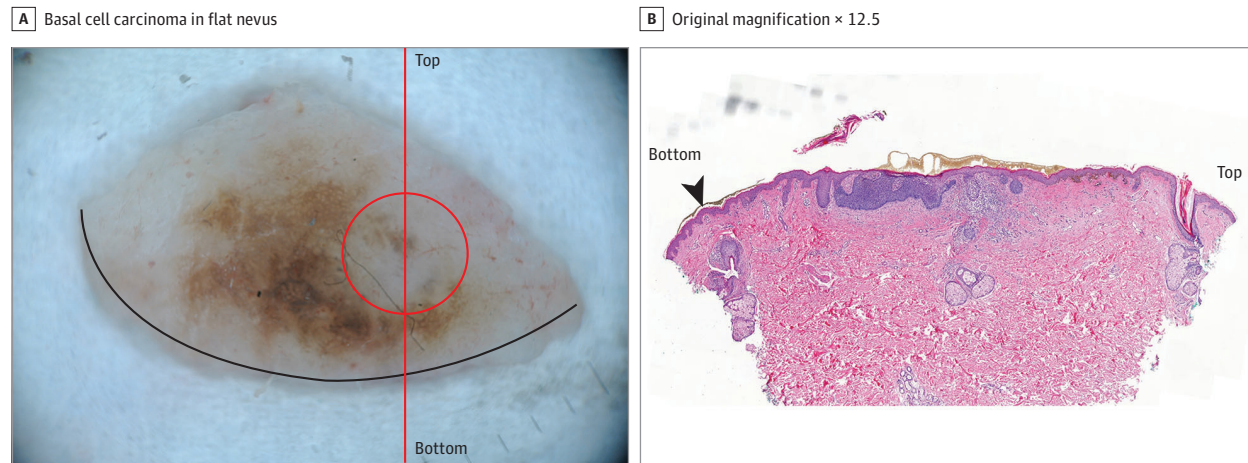 A Basal cell carcinoma in flat nevus
B Original magnification × 12.5
Top
Bottom
Bottom
Top